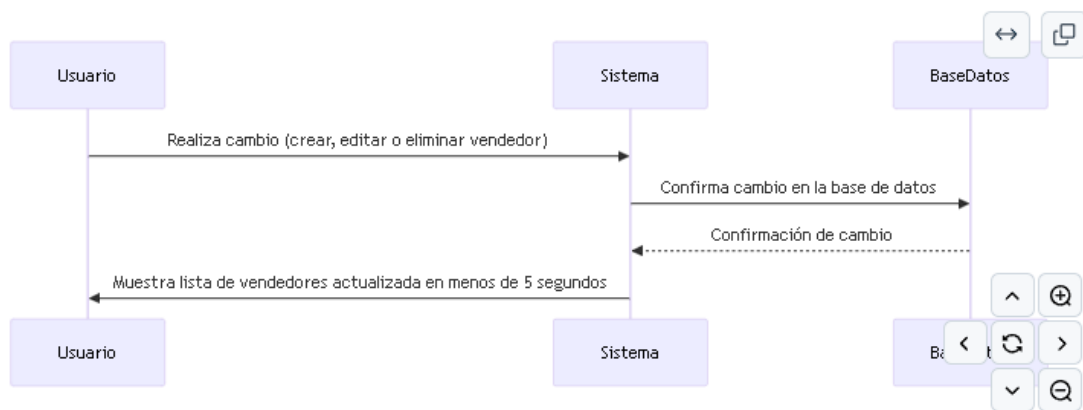 Usuario
Sistema
BaseDatos
Realiza cambio (crear, editar o eliminar vendedor)
Confirma cambio en la base de datos
Confirmación de cambio
Muestra lista de vendedores actualizada en menos de 5 segundos
Usuario
Sistema